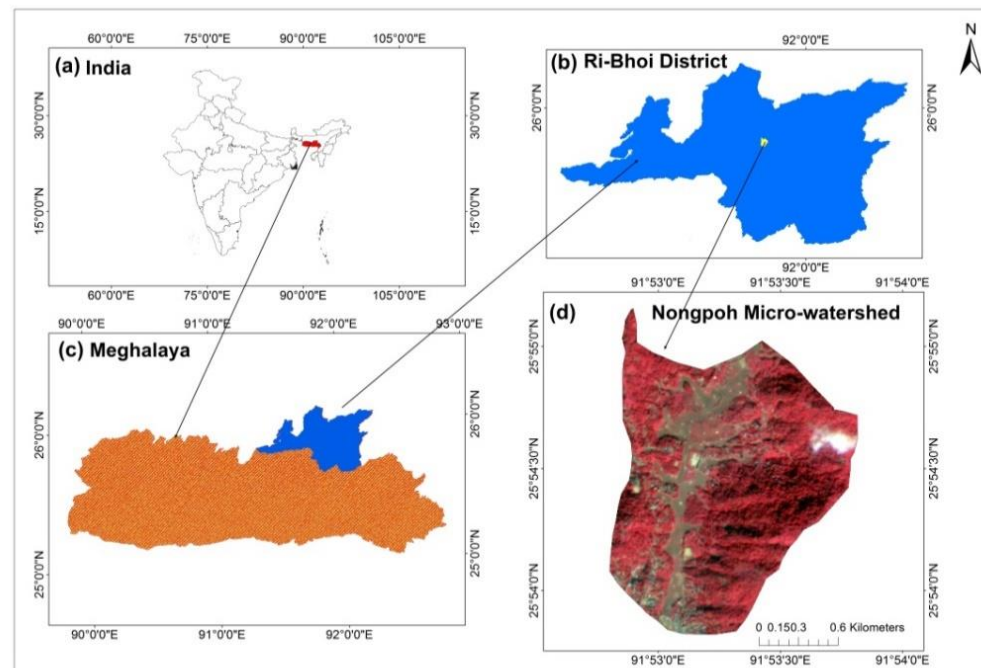 60°0'0"E 75°0'0"E 90°0'0"E 105°0'0"E
(a) India
30°0'0"N
15°0'0"N
30°0'0"N
15°0'0"N
60°0'0"E 75°0'0"E 90°0'0"E 105°0'0"E
92°0'0"E
N
(b) Ri-Bhoi District
26°0'0"N
26°0'0"N
92°0'0"E
90°0'0"E 91°0'0"E 92°0'0"E 93°0'0"E
(c) Meghalaya
26°0'0"N
25°0'0"N
26°0'0"N
25°0'0"N
90°0'0"E 91°0'0"E 92°0'0"E
91°53'0"E 91°53'30"E 91°54'0"E
(d) Nongpoh Micro-watershed
25°55'0"N
25°54'30"N
25°54'0"N
25°55'0"N
25°54'30"N
25°54'0"N
0 0.150.3 0.6 Kilometers
91°53'0"E 91°53'30"E 91°54'0"E